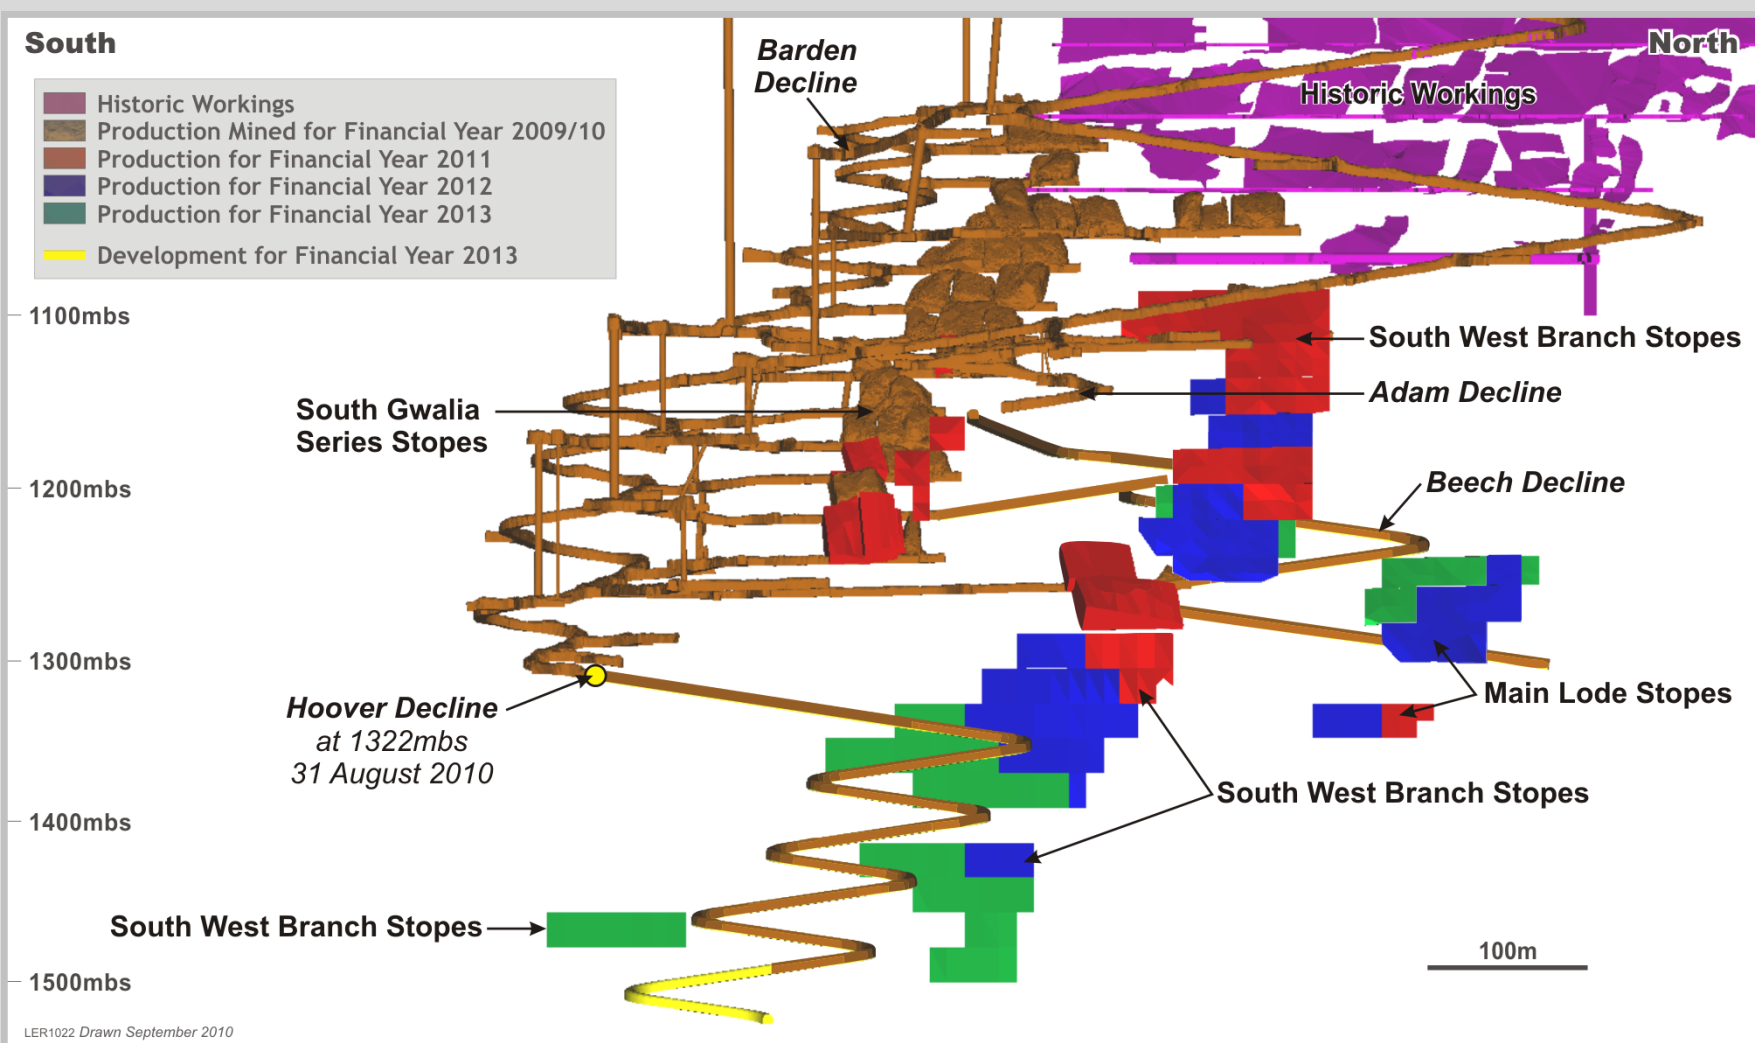 South
North
Barden
Decline
Historic Workings
Historic Workings
Production Mined for Financial Year 2009/10
Production for Financial Year 2011
Production for Financial Year 2012
Production for Financial Year 2013
Development for Financial Year 2013
1100mbs
South West Branch Stopes
Adam Decline
South Gwalia
Series Stopes
1200mbs
Beech Decline
1300mbs
Main Lode Stopes
Hoover Decline
at 1322mbs
31 August 2010
South West Branch Stopes
1400mbs
South West Branch Stopes
100m
1500mbs
LER1022 Drawn September 2010